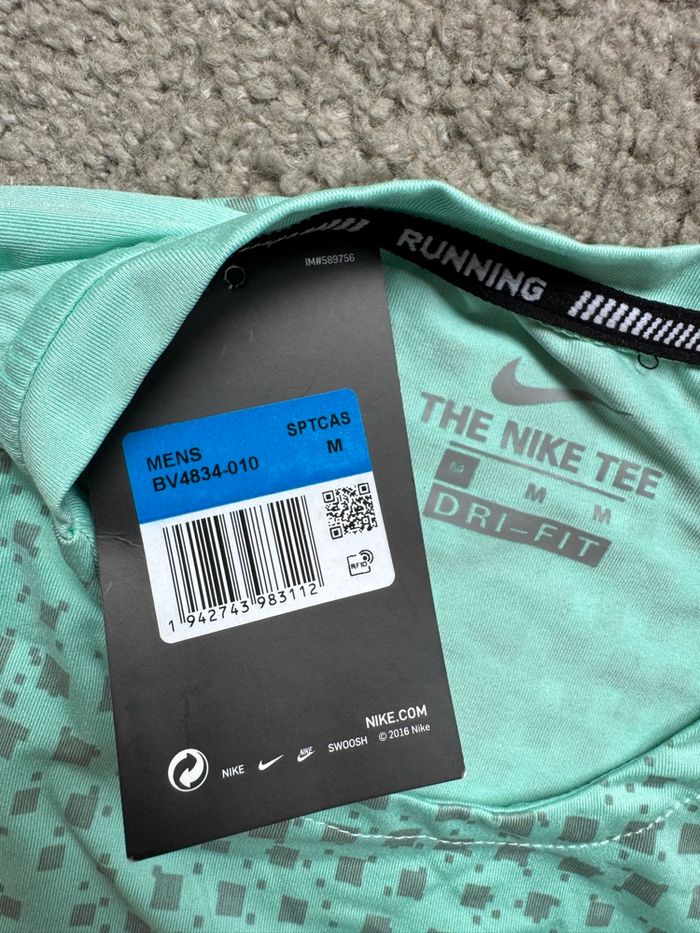 IM#589756
RUNNING
SPTCAS
MENS M
BV4834-010
RFID
1 942743 983112
THE NIKE TEE
M M M
DRI-FIT
NIKE.COM
NIKE NIKE SWOOSH © 2016 Nike